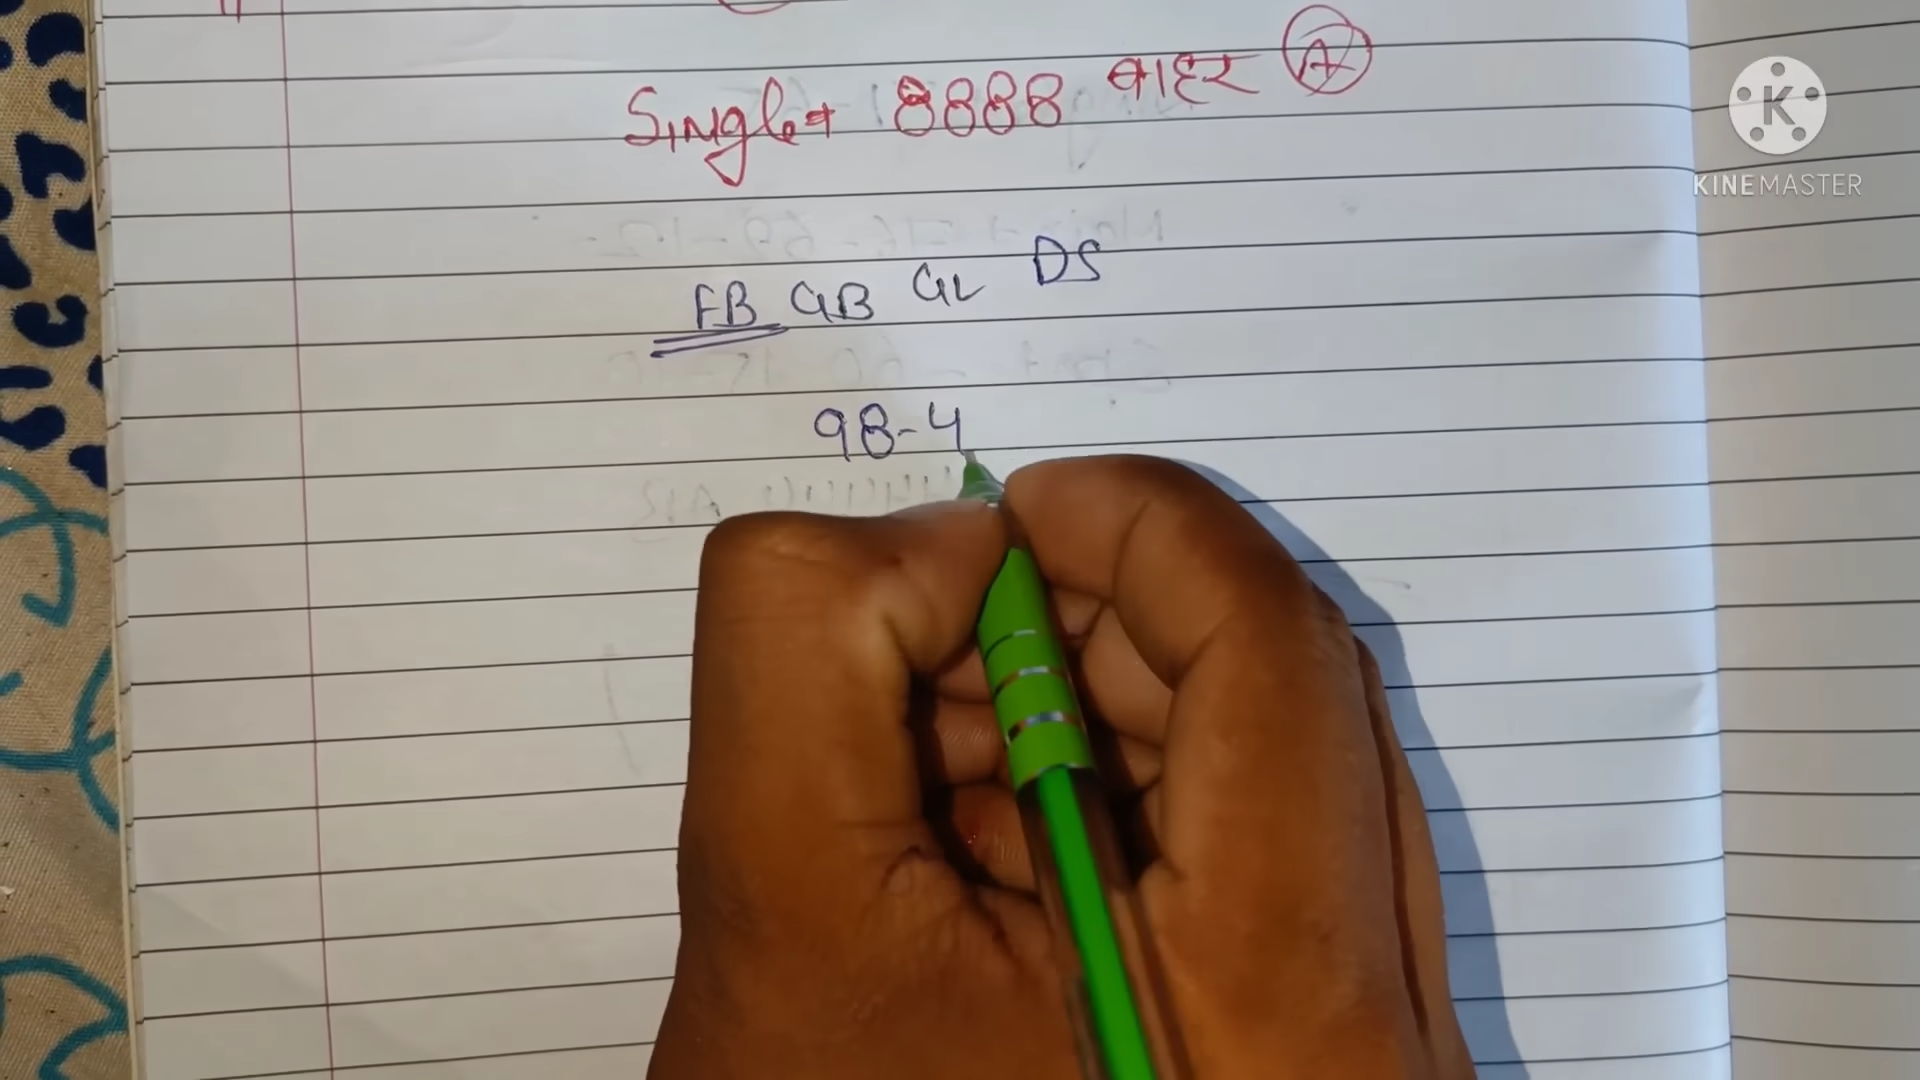 Single → 8888 बाहर A
K
KINEMASTER
FB GB GL DS
98-4